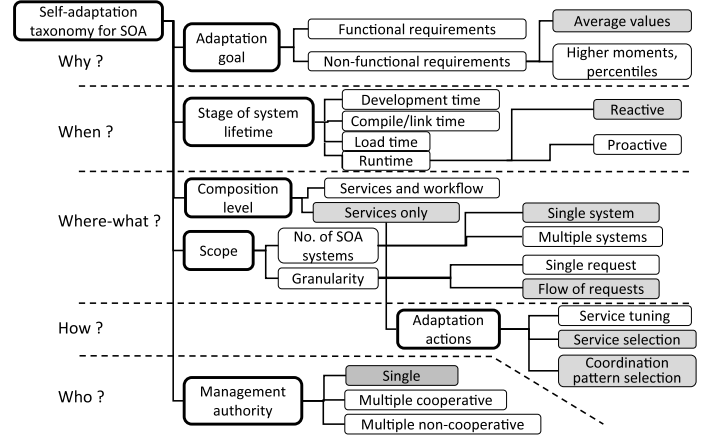 Self-adaptation
taxonomy for SOA
Why ?
Adaptation
goal
Functional requirements
Non-functional requirements
Average values
Higher moments,
percentiles
When ?
Stage of system
lifetime
Development time
Compile/link time
Load time
Runtime
Reactive
Proactive
Where-what ?
Composition
level
Services and workflow
Services only
Scope
No. of SOA
systems
Granularity
Single system
Multiple systems
Single request
Flow of requests
How ?
Adaptation
actions
Service tuning
Service selection
Coordination
pattern selection
Who ?
Management
authority
Single
Multiple cooperative
Multiple non-cooperative